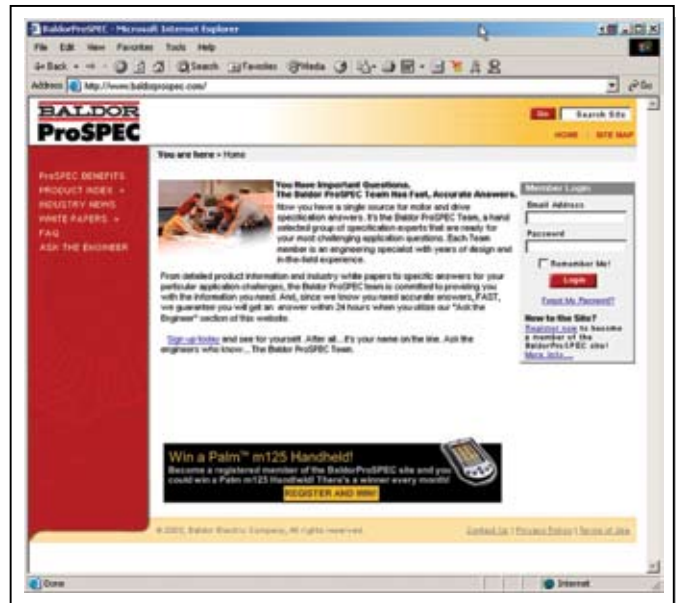 BaldorProSPEC - Microsoft Internet Explorer
File Edit View Favorites Tools Help
Back Search Favorites Media
Address http://www.baldorprospec.com/ Go
BALDOR
ProSPEC
Go Search Site
HOME | SITE MAP
You are here > Home
ProSPEC BENEFITS
PRODUCT INDEX
INDUSTRY NEWS
WHITE PAPERS
FAQ
ASK THE ENGINEER
You Have Important Questions.
The Baldor ProSPEC Team Has Fast, Accurate Answers.
Now you have a single source for motor and drive
specification answers. It's the Baldor ProSPEC Team, a hand
selected group of specification experts that are ready for
your most challenging application questions. Each Team
member is an engineering specialist with years of design and
in-the-field experience.
From detailed product information and industry white papers to specific answers for your
particular application challenges, the Baldor ProSPEC team is committed to providing you
with the information you need. And, since we know you need accurate answers, FAST,
we guarantee you will get an answer within 24 hours when you utilize our "Ask the
Engineer" section of this website.
Sign-up today and see for yourself. After all... it's your name on the line. Ask the
engineers who know... The Baldor ProSPEC Team.
Member Login
Email Address
Password
Remember Me!
Login
Forgot My Password?
New to the Site?
Register now to become
a member of the
BaldorProSPEC site!
More Info...
Win a Palm™ m125 Handheld!
Become a registered member of the BaldorProSPEC site and you
could win a Palm m125 Handheld! There's a winner every month!
REGISTER AND WIN!
Baldor Electric Company, All rights reserved.
Contact Us | Privacy Policy | Terms of Use
Done
Internet